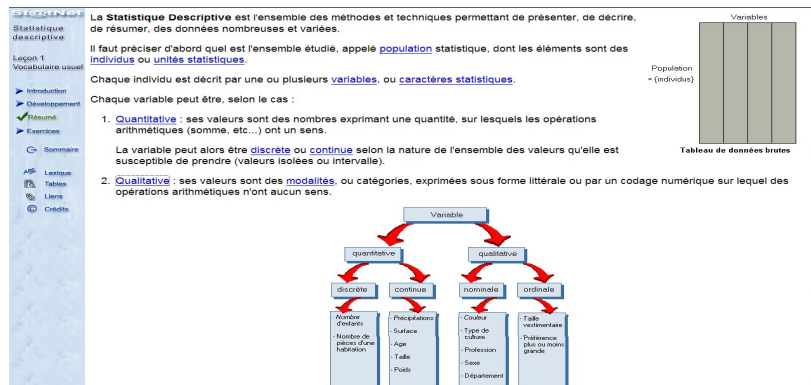 St@tNet
Statistique
descriptive
Leçon 1
Vocabulaire usuel
Introduction
Développement
Résumé
Exercices
Sommaire
Lexique
Tables
Liens
Crédits
La Statistique Descriptive est l'ensemble des méthodes et techniques permettant de présenter, de décrire,
de résumer, des données nombreuses et variées.
Il faut préciser d'abord quel est l'ensemble étudié, appelé population statistique, dont les éléments sont des
individus ou unités statistiques.
Chaque individu est décrit par une ou plusieurs variables, ou caractères statistiques.
Chaque variable peut être, selon le cas :
1. Quantitative : ses valeurs sont des nombres exprimant une quantité, sur lesquels les opérations
arithmétiques (somme, etc...) ont un sens.
La variable peut alors être discrète ou continue selon la nature de l'ensemble des valeurs qu'elle est
susceptible de prendre (valeurs isolées ou intervalle).
2. Qualitative : ses valeurs sont des modalités, ou catégories, exprimées sous forme littérale ou par un codage numérique sur lequel des
opérations arithmétiques n'ont aucun sens.
Variables
Population
= {individus}
Tableau de données brutes
Variable
quantitative
qualitative
discrète
continue
nominale
ordinale
- Nombre
d'enfants
- Nombre de
pièces d'une
habitation
- Précipitations
- Surface
- Age
- Taille
- Poids
- Couleur
- Type de
culture
- Profession
- Sexe
- Département
- Taille
vestimentaire
- Préférence
plus ou moins
grande